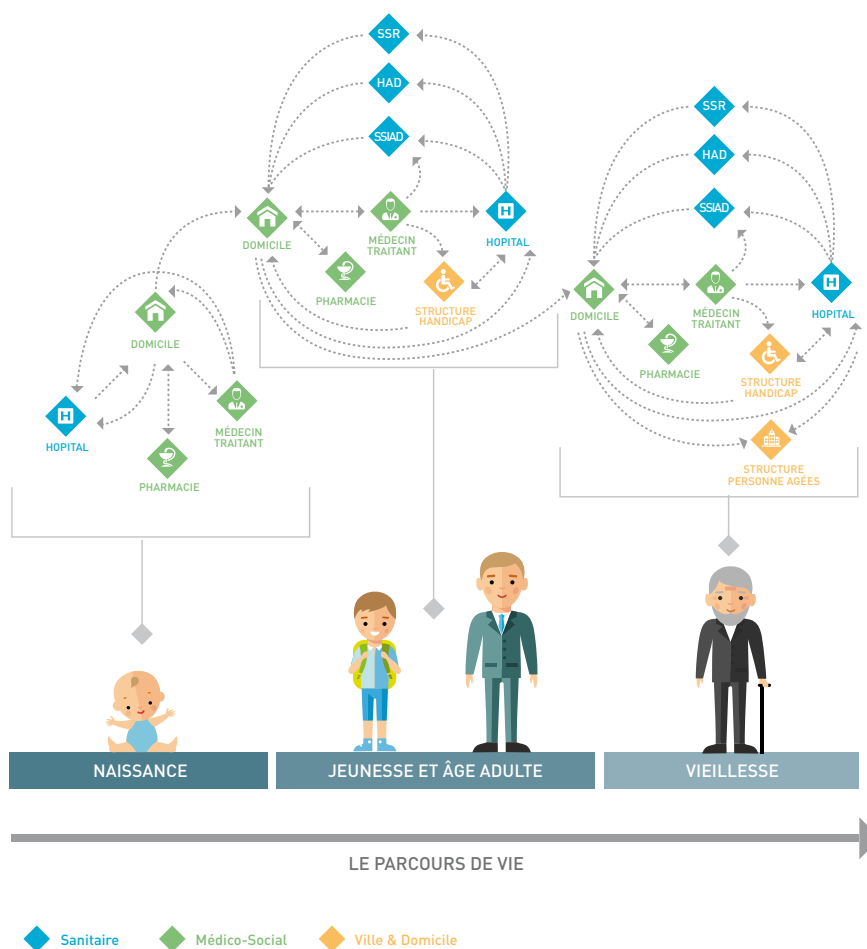 SSR
HAD
SSIAD
DOMICILE
MÉDECIN
TRAITANT
H
HOPITAL
PHARMACIE
STRUCTURE
HANDICAP
SSR
HAD
SSIAD
DOMICILE
MÉDECIN
TRAITANT
H
HOPITAL
PHARMACIE
STRUCTURE
HANDICAP
STRUCTURE
PERSONNE AGÉES
DOMICILE
H
HOPITAL
MÉDECIN
TRAITANT
PHARMACIE
NAISSANCE
JEUNESSE ET ÂGE ADULTE
VIEILLESSE
LE PARCOURS DE VIE
Sanitaire
Médico-Social
Ville & Domicile